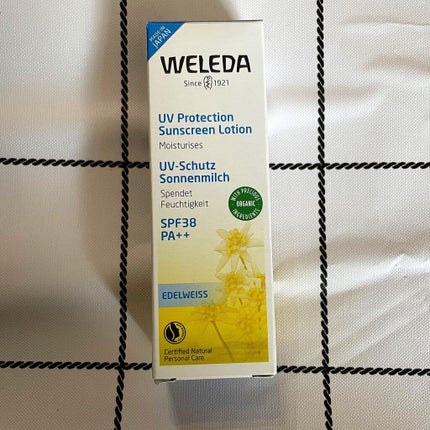 MADE IN
JAPAN
WELEDA
Since 1921
UV Protection
Sunscreen Lotion
Moisturises
UV-Schutz
Sonnenmilch
Spendet
Feuchtigkeit
WITH PRECIOUS
ORGANIC
INGREDIENTS
SPF38
PA++
EDELWEISS
Certified Natural
Personal Care